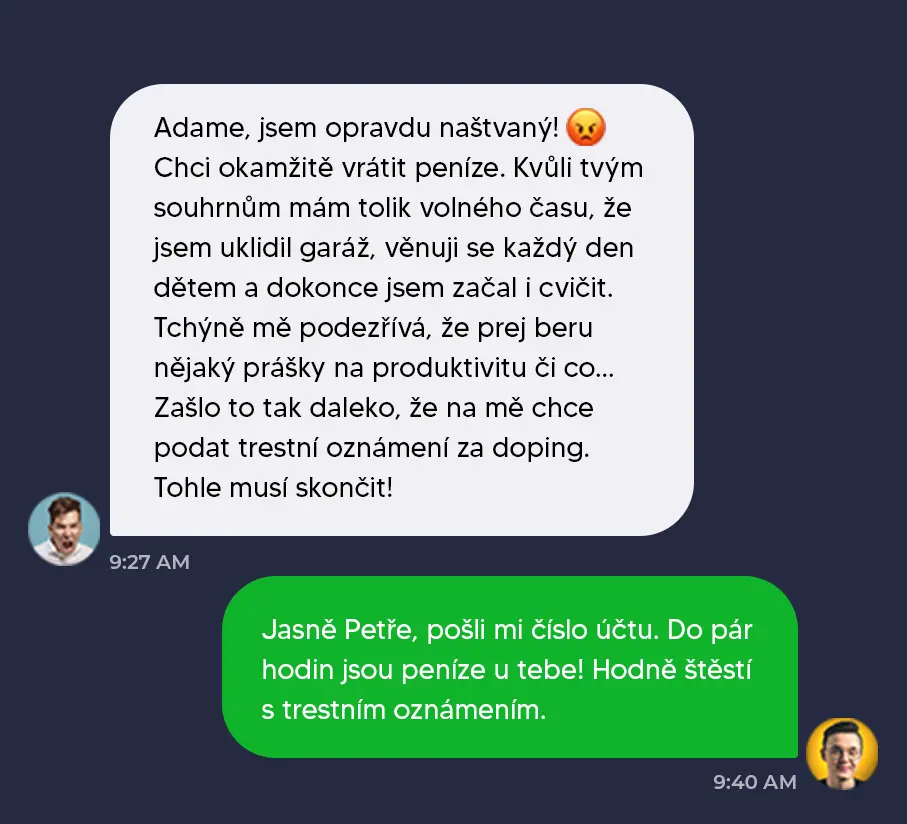 Adame, jsem opravdu naštvaný! 😡
Chci okamžitě vrátit peníze. Kvůli tvým
souhrnům mám tolik volného času, že
jsem uklidil garáž, věnuji se každý den
dětem a dokonce jsem začal i cvičit.
Tchýně mě podezřívá, že prej beru
nějaký prášky na produktivitu či co...
Zašlo to tak daleko, že na mě chce
podat trestní oznámení za doping.
Tohle musí skončit!
9:27 AM
Jasně Petře, pošli mi číslo účtu. Do pár
hodin jsou peníze u tebe! Hodně štěstí
s trestním oznámením.
9:40 AM